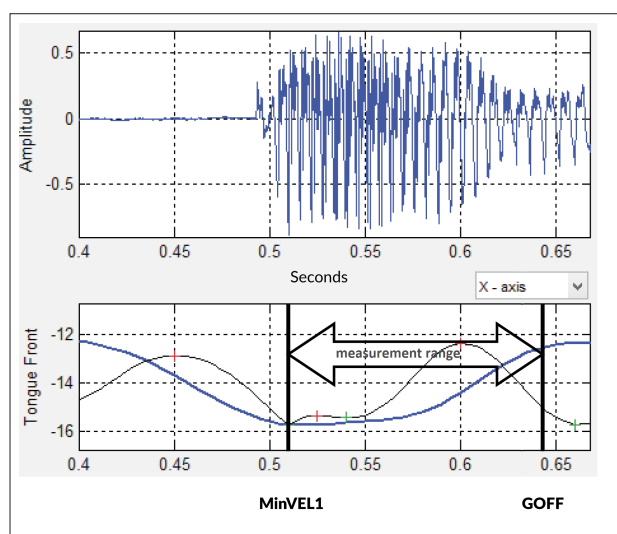 0.5
0
-0.5
Amplitude
0.4 0.45 0.5 0.55 0.6 0.65
Seconds
X - axis
-12
-14
-16
Tongue Front
measurement range
0.4 0.45 0.5 0.55 0.6 0.65
MinVEL1 GOFF